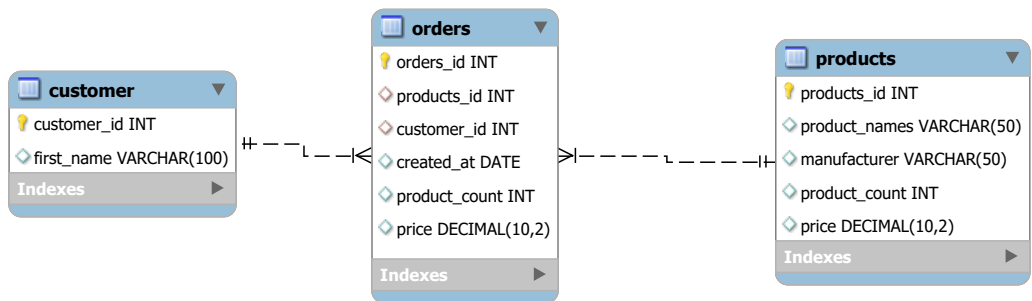 customer
customer_id INT
first_name VARCHAR(100)
Indexes
orders
orders_id INT
products_id INT
customer_id INT
created_at DATE
product_count INT
price DECIMAL(10,2)
Indexes
products
products_id INT
product_names VARCHAR(50)
manufacturer VARCHAR(50)
product_count INT
price DECIMAL(10,2)
Indexes